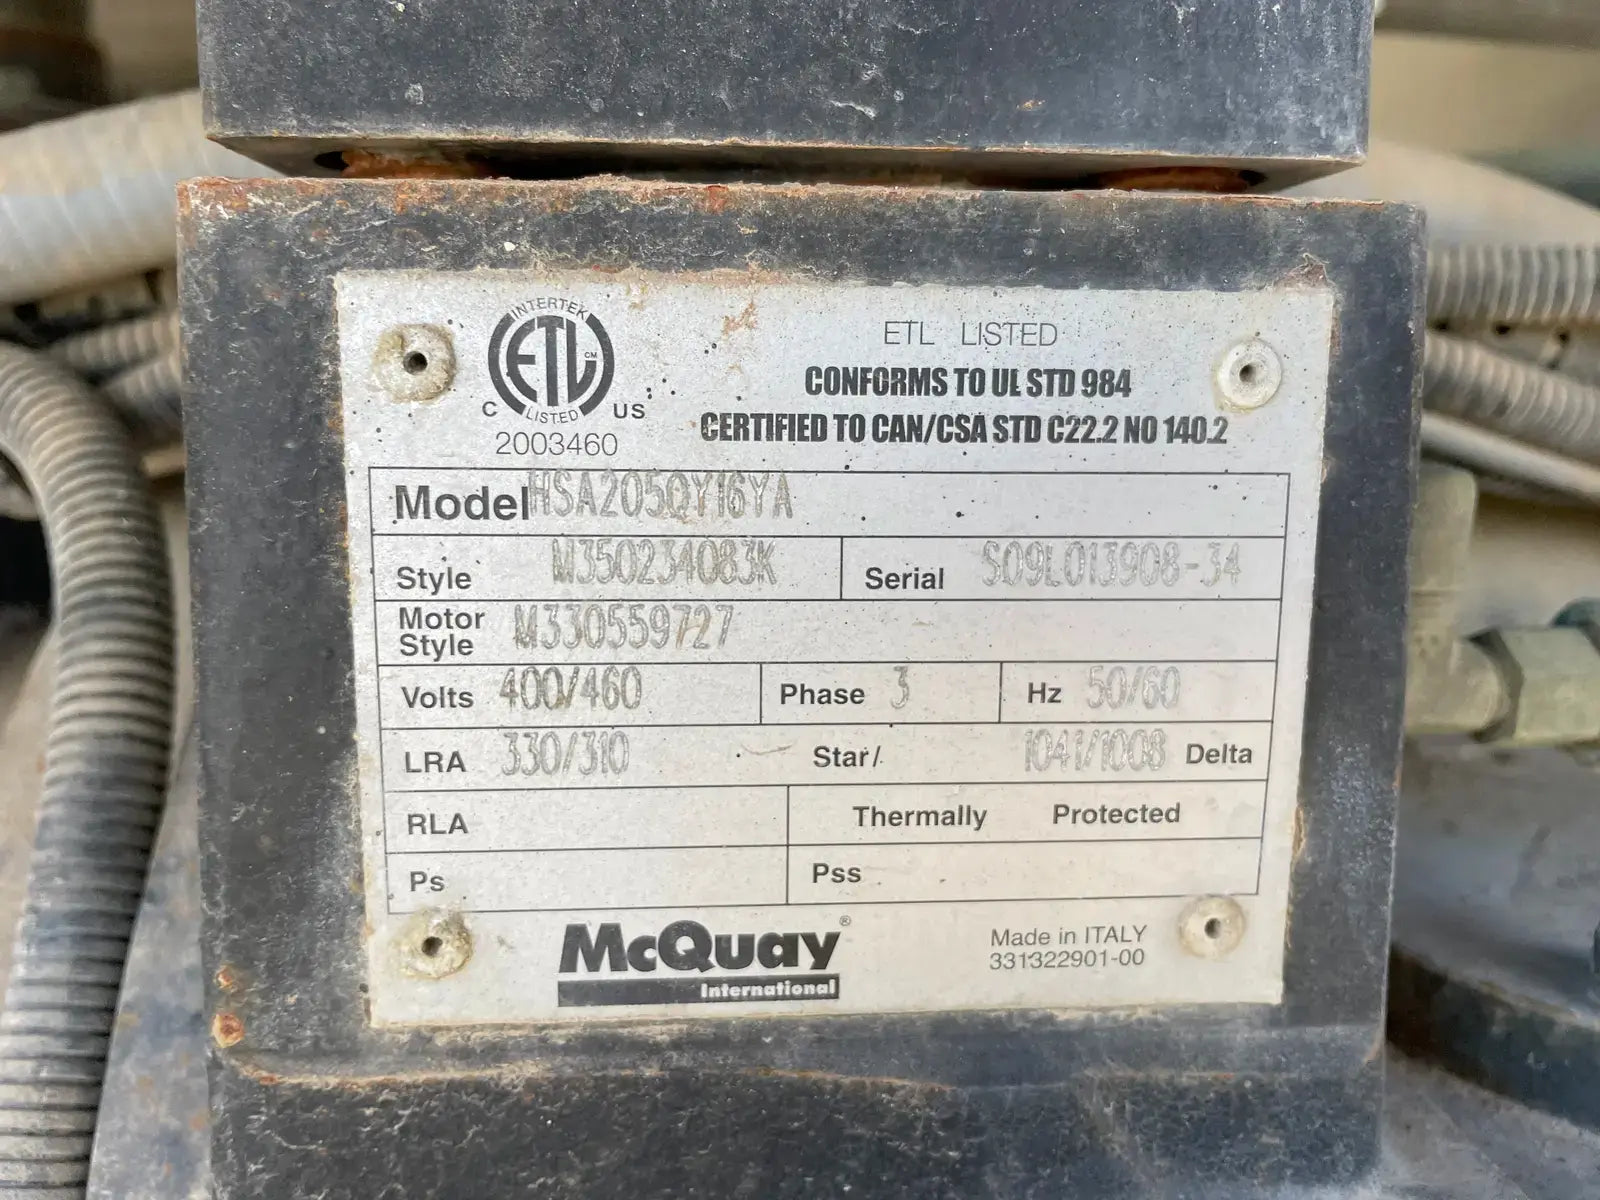 INTERTEK
ETL CM
LISTED
C US
2003460
ETL LISTED
CONFORMS TO UL STD 984
CERTIFIED TO CAN/CSA STD C22.2 NO 140.2
Model HSA205QY16YA
Style M350234083K Serial S09L013908-34
Motor Style M330559727
Volts 400/460 Phase 3 Hz 50/60
LRA 330/310 Star/ 1041/1008 Delta
RLA Thermally Protected
Ps Pss
McQuay®
International
Made in ITALY
331322901-00